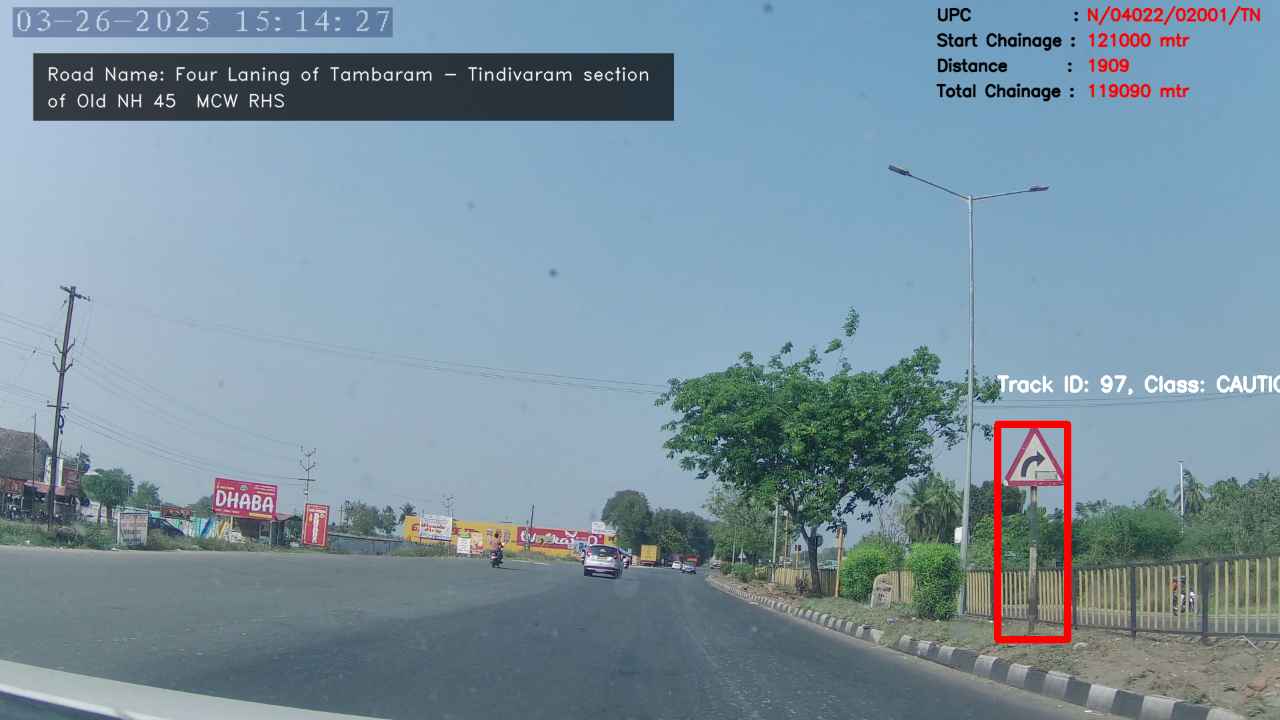 03-26-2025 15:14:27
Road Name: Four Laning of Tambaram - Tindivaram section
of Old NH 45 MCW RHS
UPC : N/04022/02001/TN
Start Chainage : 121000 mtr
Distance : 1909
Total Chainage : 119090 mtr
Track ID: 97, Class: CAUTIO
DHABA